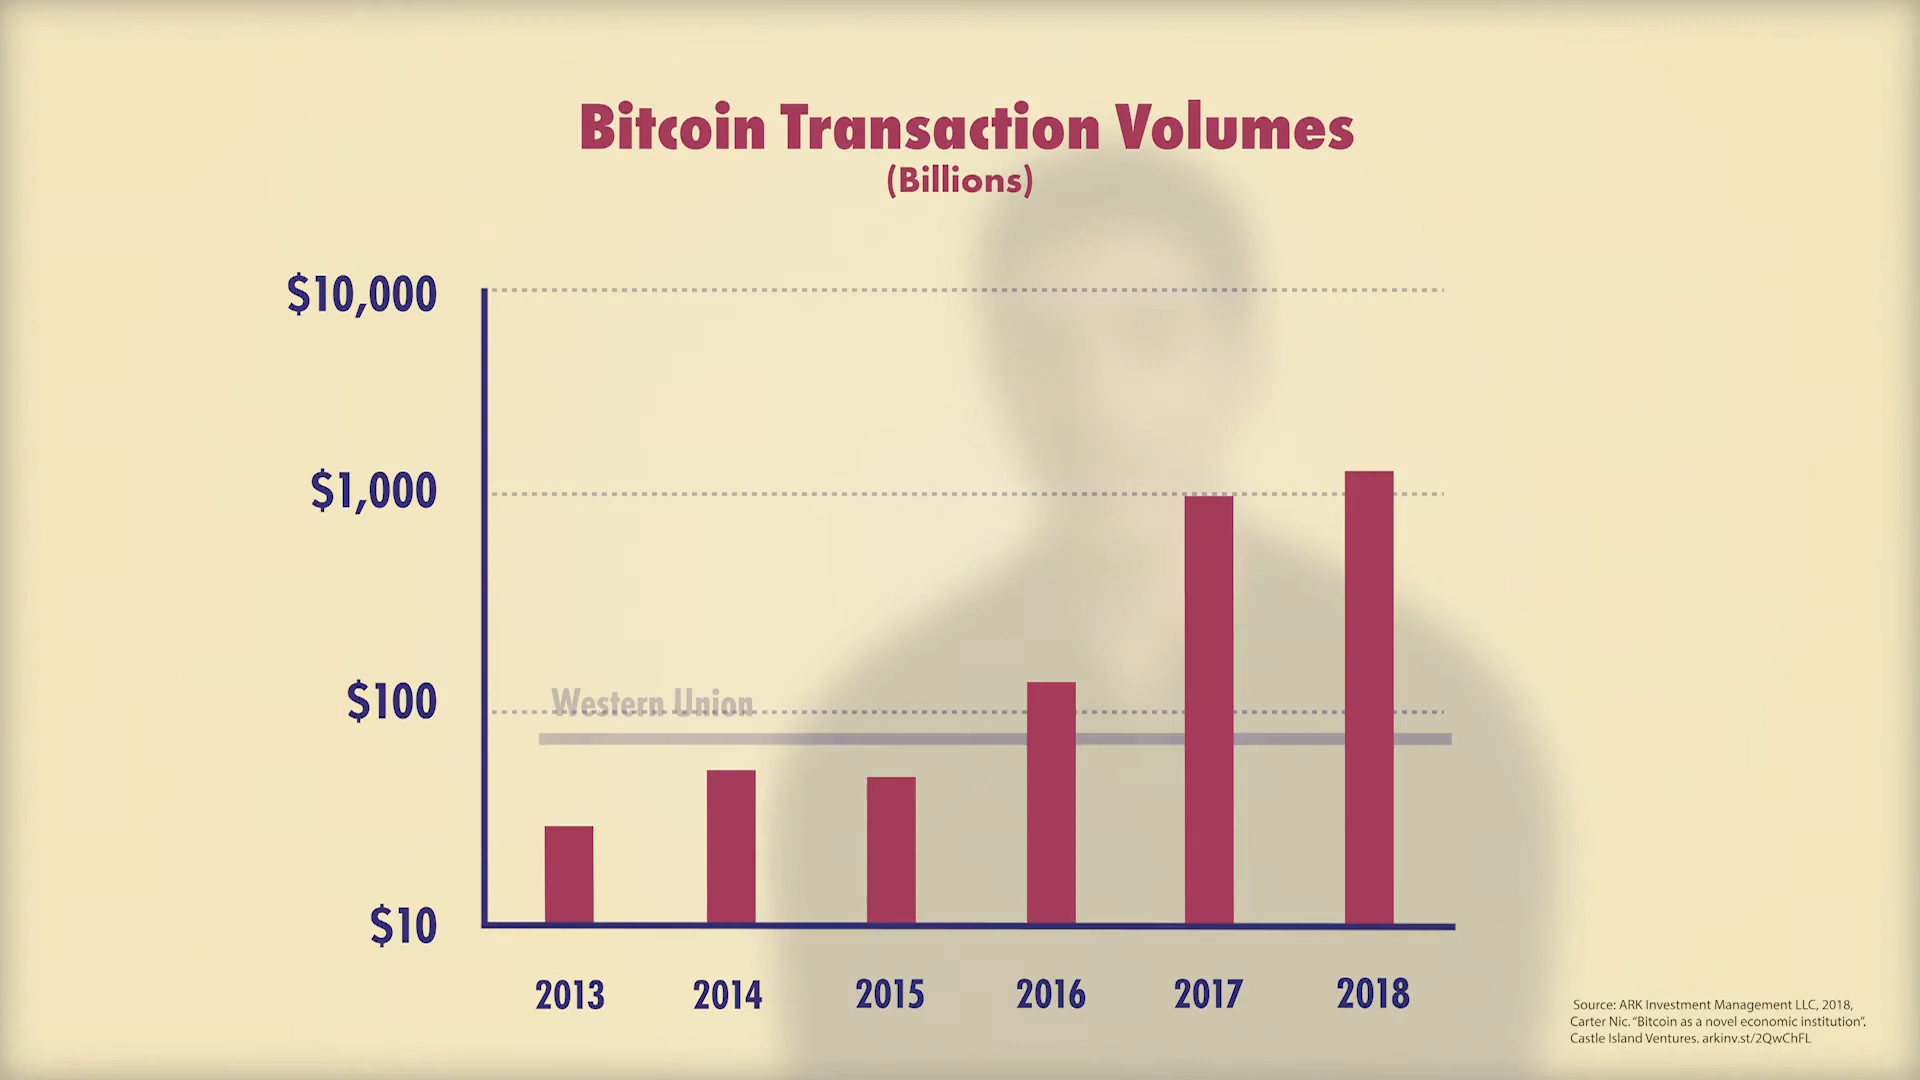 Bitcoin Transaction Volumes
(Billions)
$10,000
$1,000
$100
$10
Western Union
2013 2014 2015 2016 2017 2018
Source: ARK Investment Management LLC, 2018,
Carter Nic. “Bitcoin as a novel economic institution”.
Castle Island Ventures. arkinv.st/2QwChFL